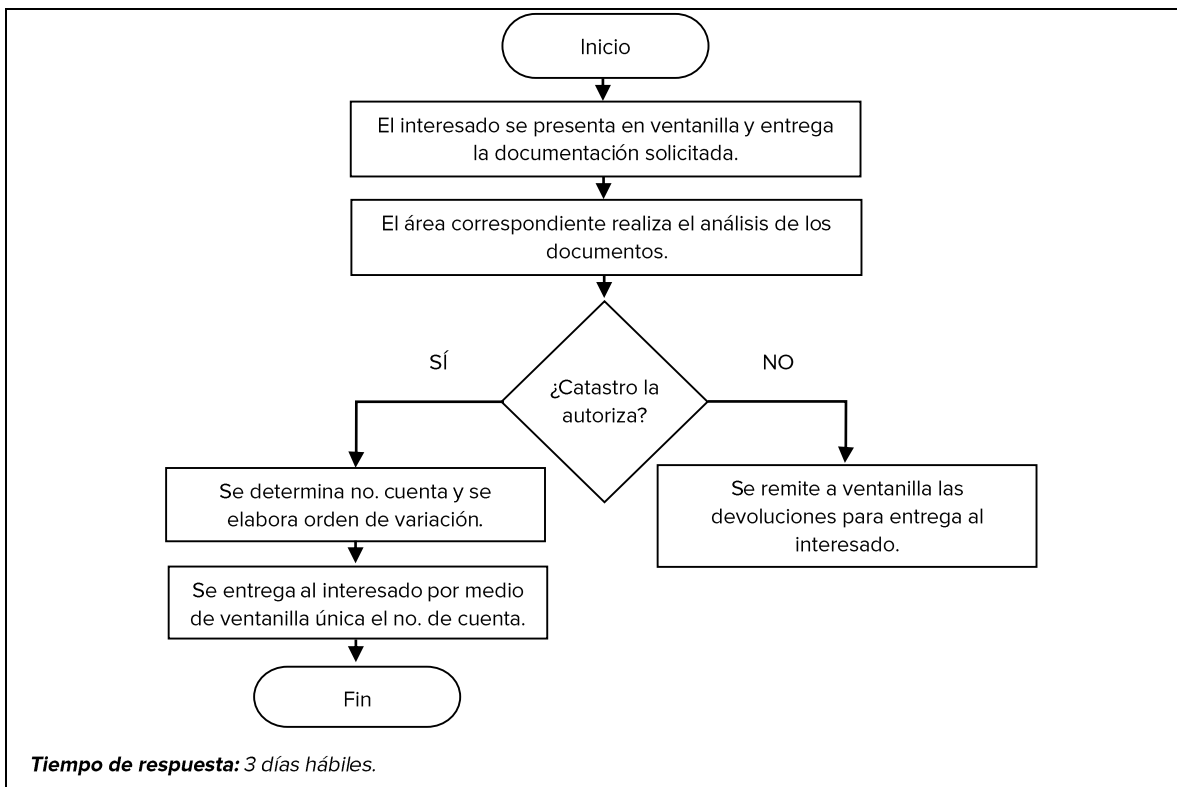 Inicio
El interesado se presenta en ventanilla y entrega
la documentación solicitada.
El área correspondiente realiza el análisis de los
documentos.
SÍ
NO
¿Catastro la
autoriza?
Se determina no. cuenta y se
elabora orden de variación.
Se remite a ventanilla las
devoluciones para entrega al
interesado.
Se entrega al interesado por medio
de ventanilla única el no. de cuenta.
Fin
Tiempo de respuesta: 3 días hábiles.